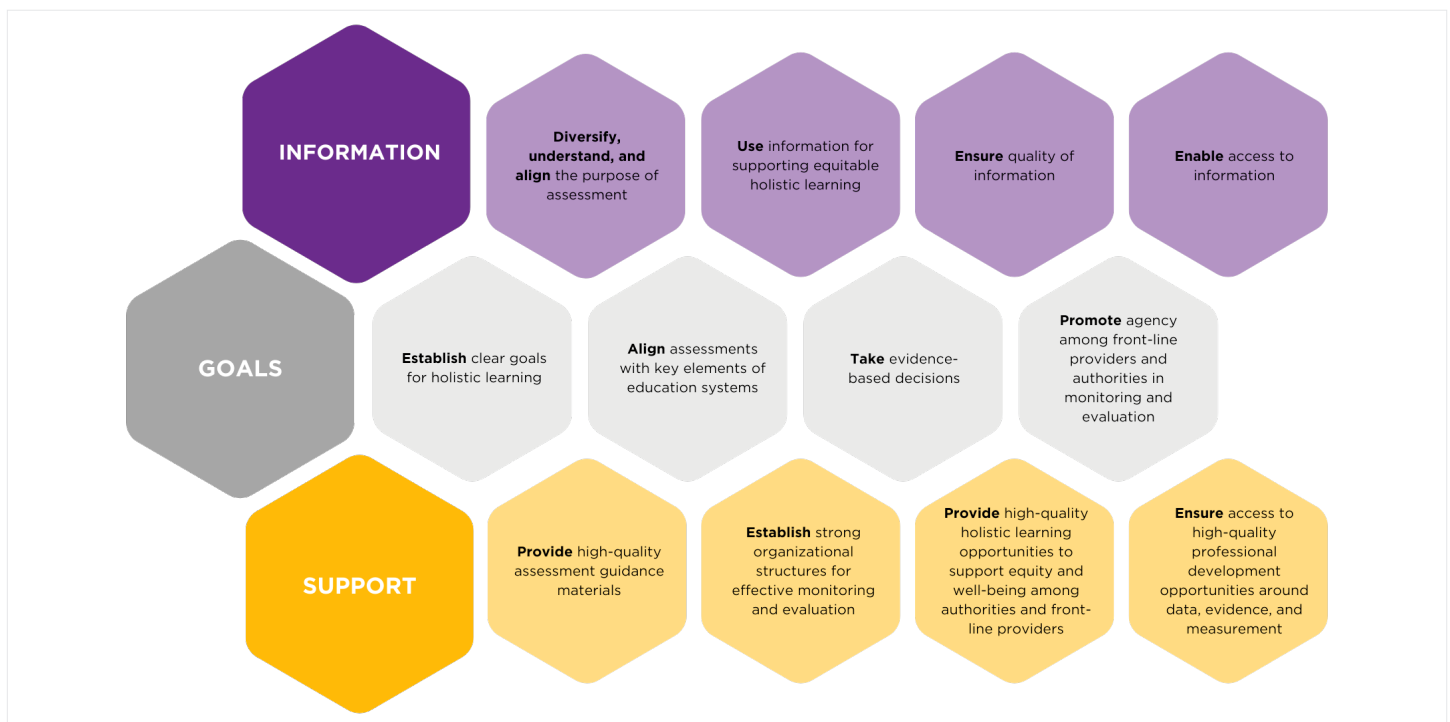 INFORMATION
Diversify,
understand, and
align the purpose of
assessment
Use information for
supporting equitable
holistic learning
Ensure quality of
information
Enable access to
information
GOALS
Establish clear goals
for holistic learning
Align assessments
with key elements of
education systems
Take evidence-
based decisions
Promote agency
among front-line
providers and
authorities in
monitoring and
evaluation
SUPPORT
Provide high-quality
assessment guidance
materials
Establish strong
organizational
structures for
effective monitoring
and evaluation
Provide high-quality
holistic learning
opportunities to
support equity and
well-being among
authorities and front-
line providers
Ensure access to
high-quality
professional
development
opportunities around
data, evidence, and
measurement